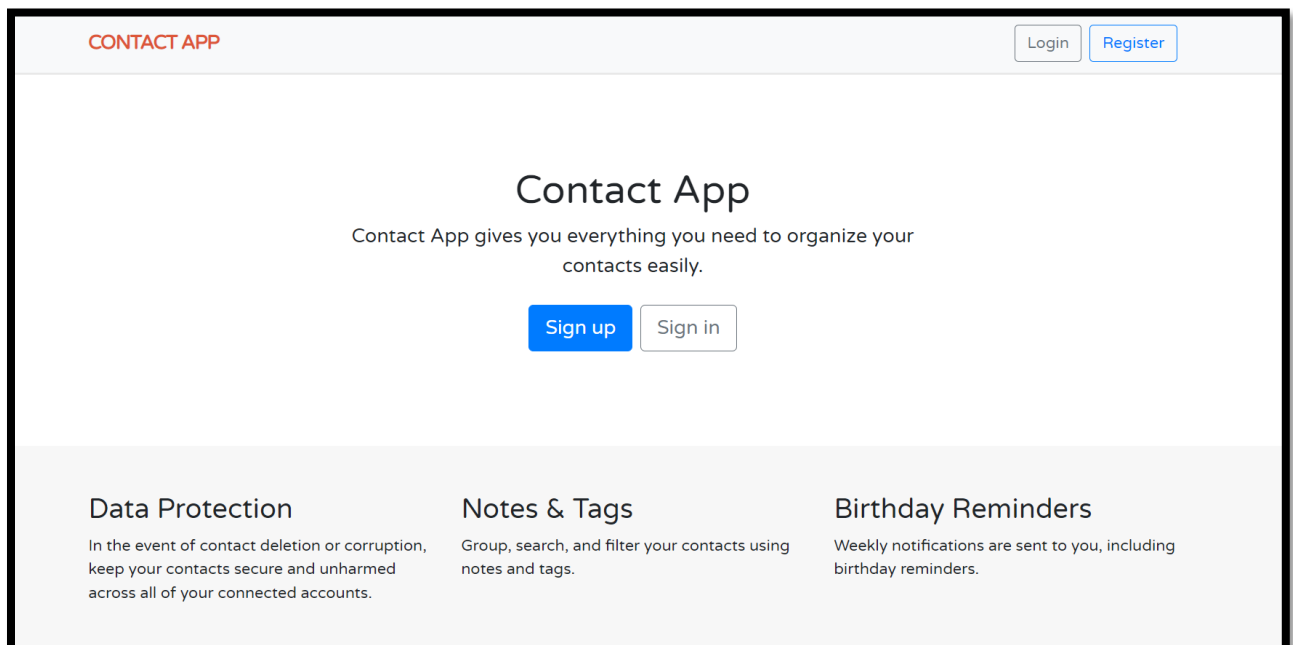 CONTACT APP
Login
Register
Contact App
Contact App gives you everything you need to organize your
contacts easily.
Sign up
Sign in
Data Protection
In the event of contact deletion or corruption,
keep your contacts secure and unharmed
across all of your connected accounts.
Notes & Tags
Group, search, and filter your contacts using
notes and tags.
Birthday Reminders
Weekly notifications are sent to you, including
birthday reminders.